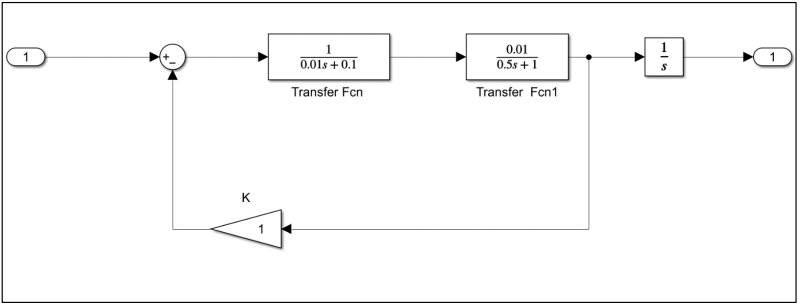 1
+
−
1
0.01s + 0.1
Transfer Fcn
0.01
0.5s + 1
Transfer Fcn1
1
s
1
K
1